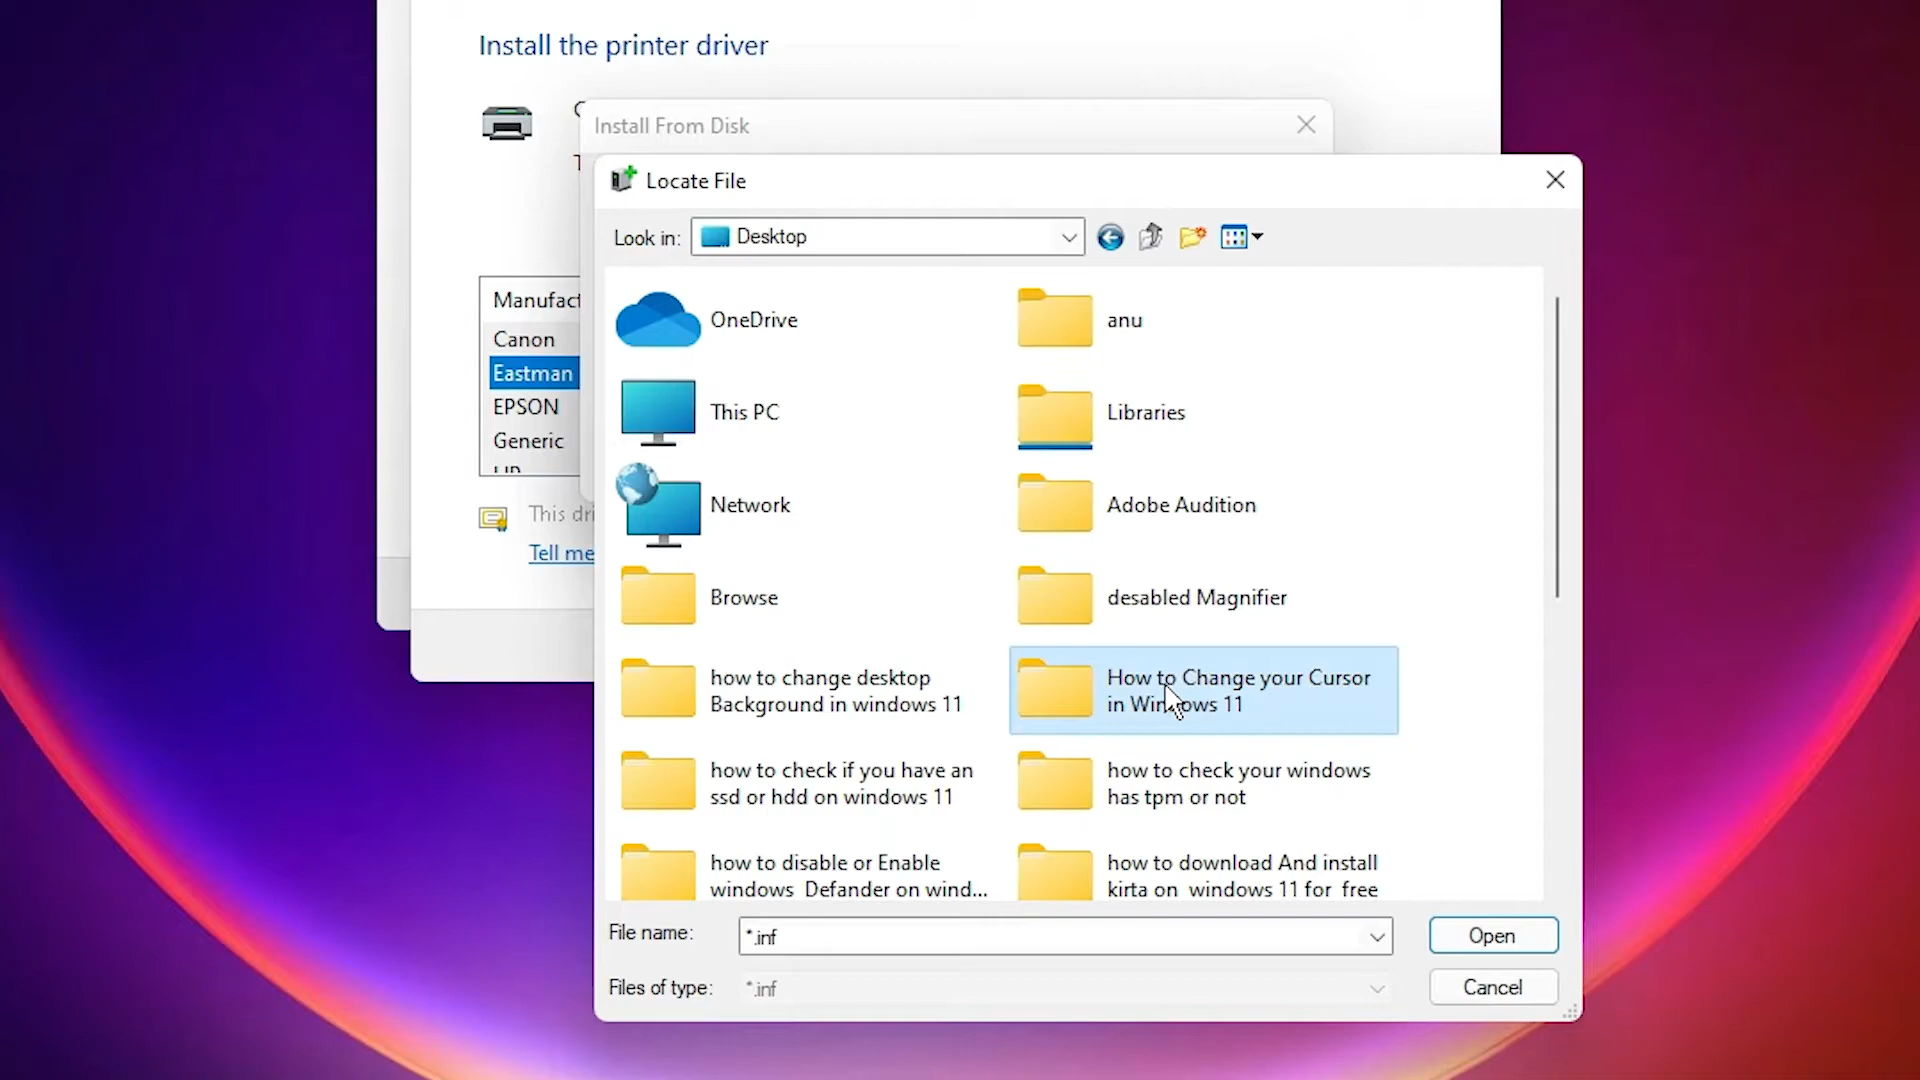 Install the printer driver
Install From Disk
Locate File
Look in: Desktop
Manufact
Canon
Eastman
EPSON
Generic
This dri
Tell me
OneDrive
anu
This PC
Libraries
Network
Adobe Audition
Browse
desabled Magnifier
how to change desktop
Background in windows 11
How to Change your Cursor
in Windows 11
how to check if you have an
ssd or hdd on windows 11
how to check your windows
has tpm or not
how to disable or Enable
windows Defander on wind...
how to download And install
kirta on windows 11 for free
File name: *.inf
Open
Files of type: *.inf
Cancel